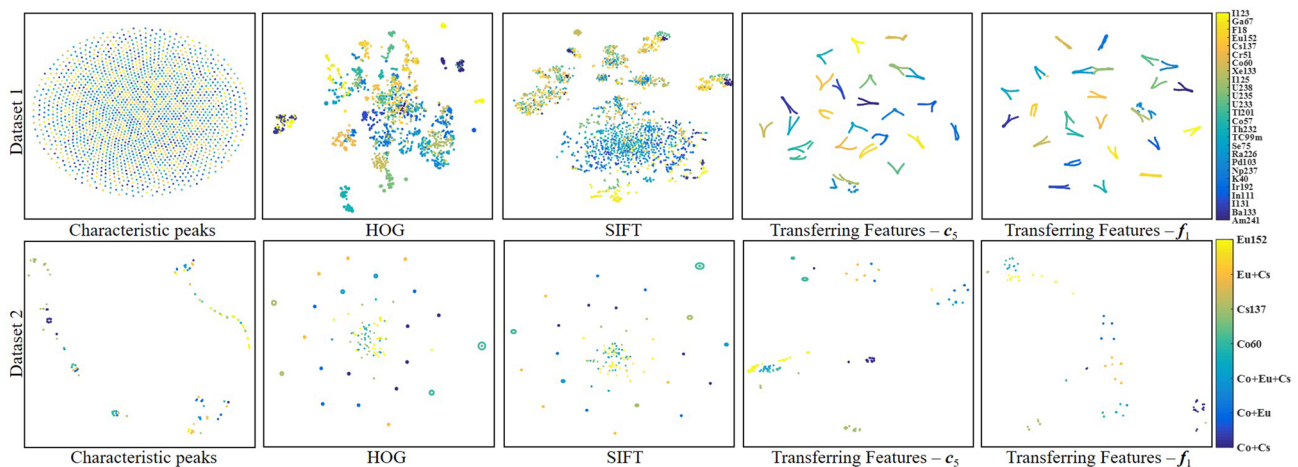 Dataset 1
Characteristic peaks
HOG
SIFT
Transferring Features – c5
Transferring Features – f1
I123
Ga67
F18
Eu152
Cs137
Cr51
Co60
Xe133
I125
U238
U235
U233
Tl201
Co57
Th232
TC99m
Se75
Ra226
Pd103
Np237
K40
Ir192
In111
I131
Ba133
Am241
Dataset 2
Characteristic peaks
HOG
SIFT
Transferring Features – c5
Transferring Features – f1
Eu152
Eu+Cs
Cs137
Co60
Co+Eu+Cs
Co+Eu
Co+Cs